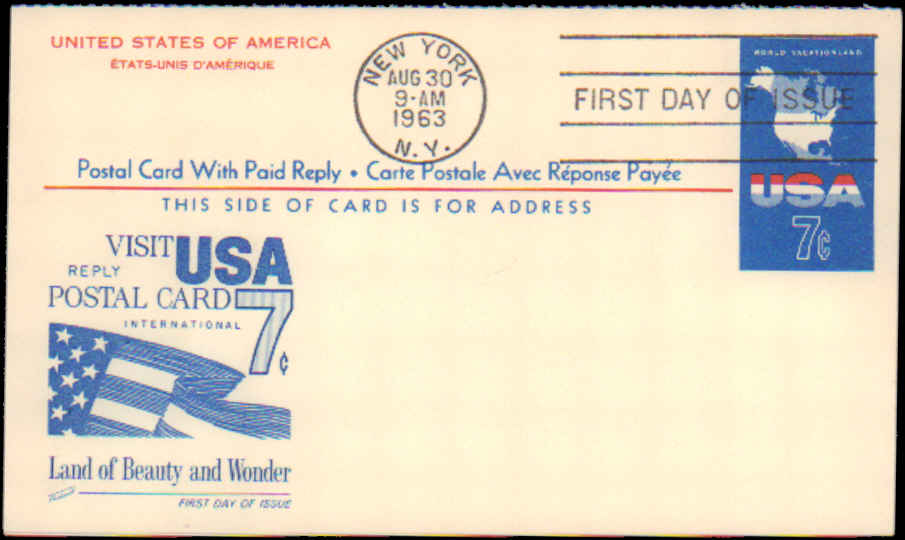 UNITED STATES OF AMERICA
ÉTATS-UNIS D'AMÉRIQUE
NEW YORK
AUG 30
9-AM
1963
N.Y.
FIRST DAY OF ISSUE
WORLD VACATIONLAND
USA
7¢
Postal Card With Paid Reply • Carte Postale Avec Réponse Payée
THIS SIDE OF CARD IS FOR ADDRESS
VISIT USA
REPLY
POSTAL CARD 7¢
INTERNATIONAL
Land of Beauty and Wonder
FIRST DAY OF ISSUE